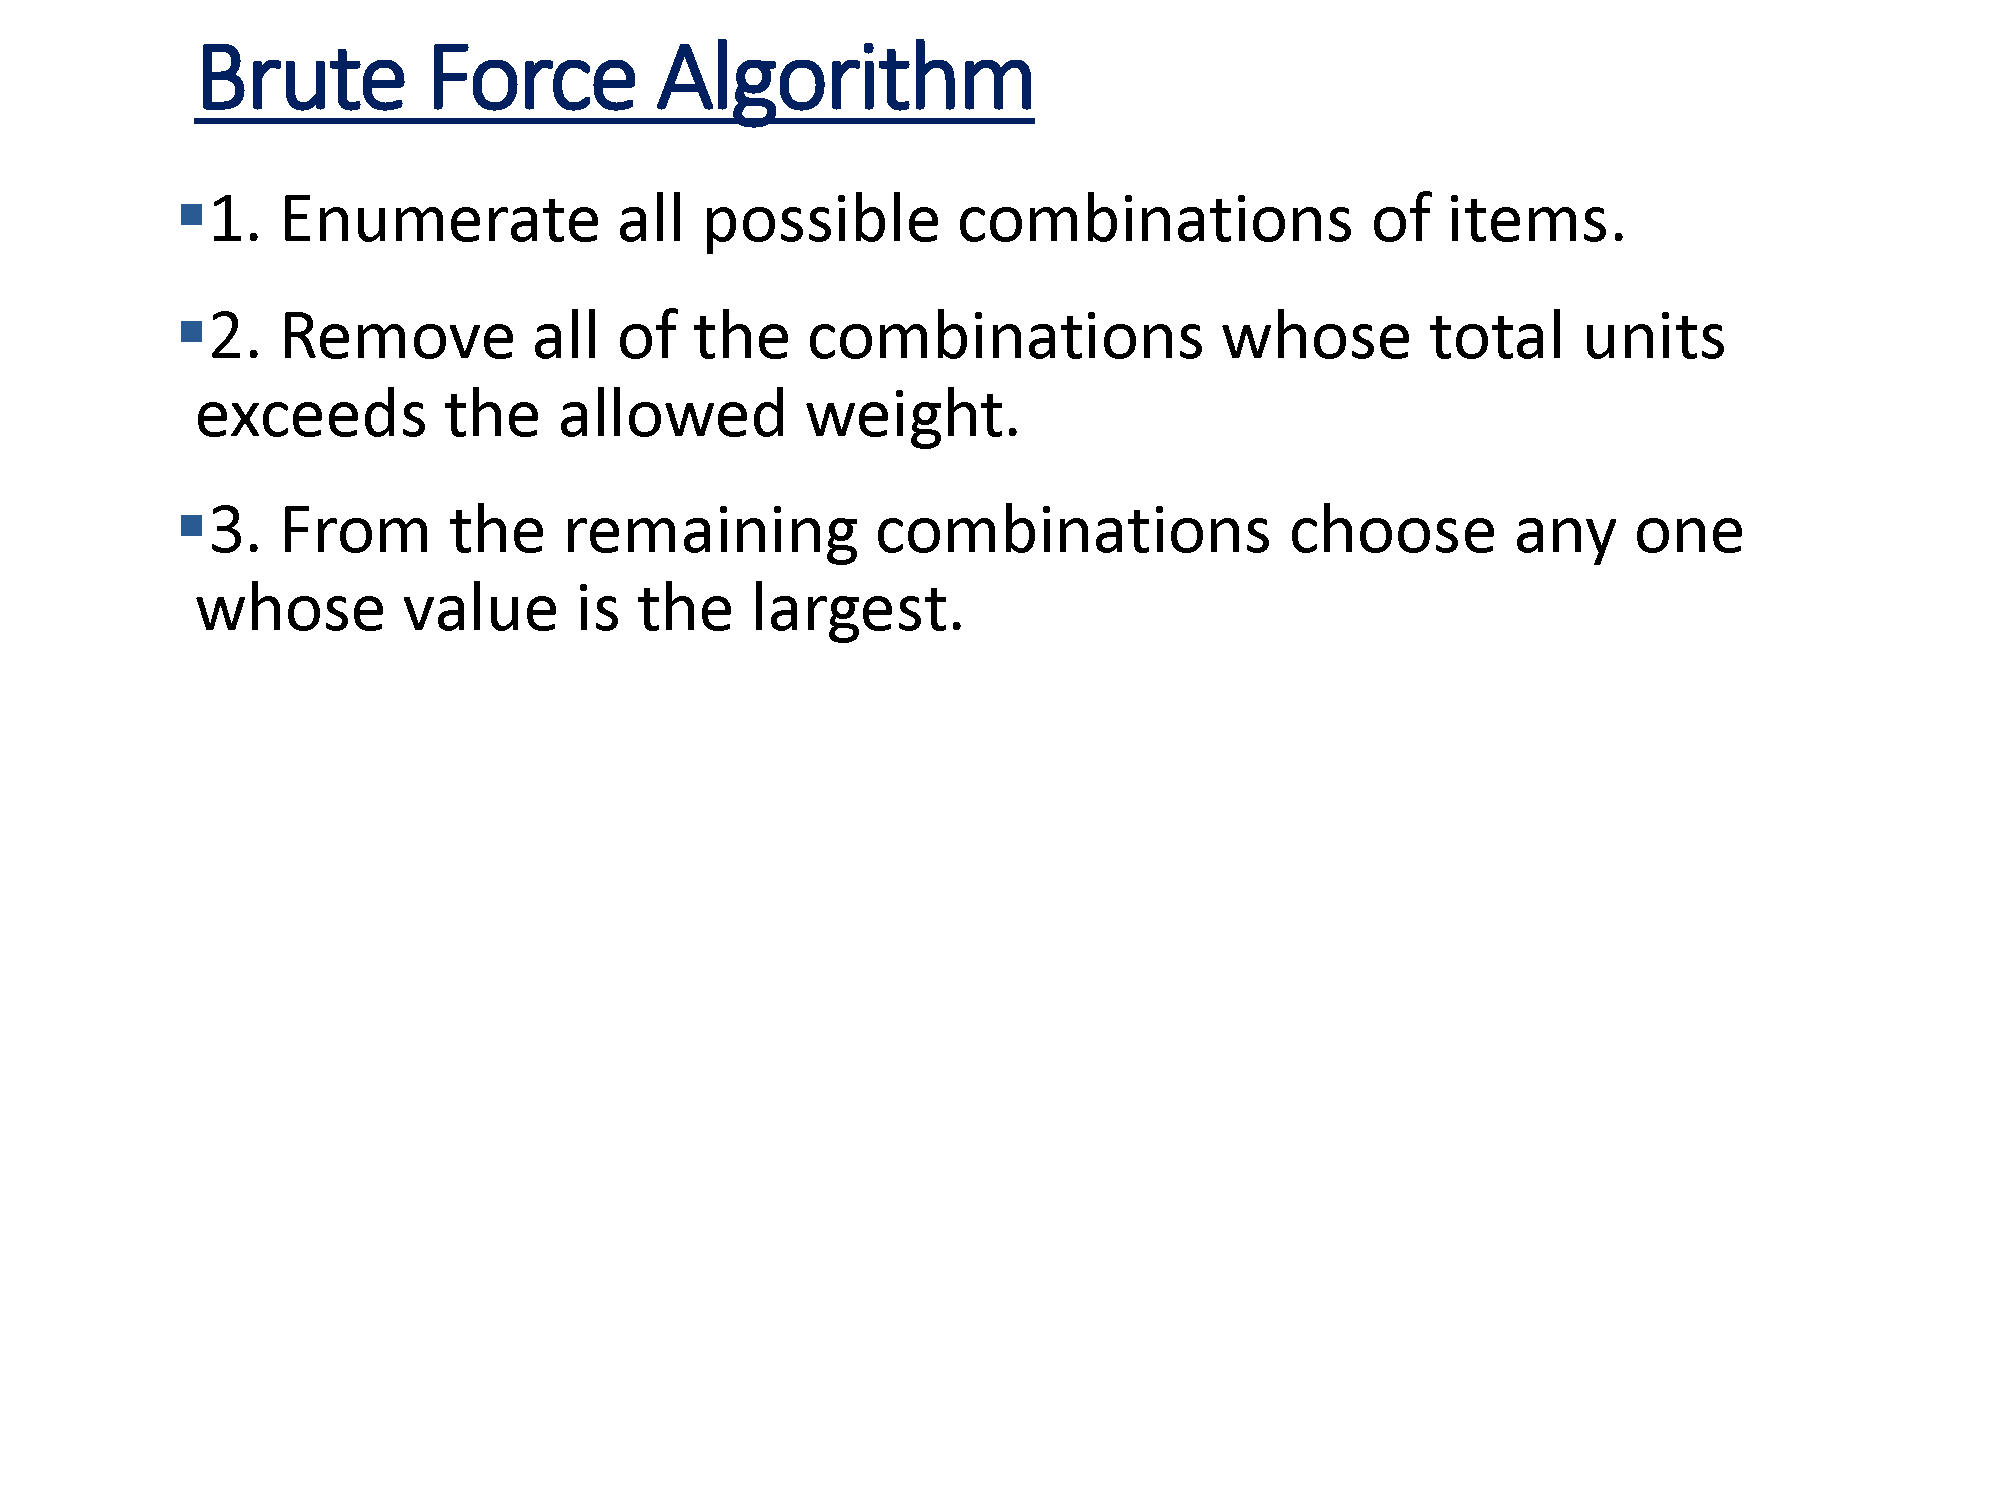 Brute Force Algorithm
▪1. Enumerate all possible combinations of items.
▪2. Remove all of the combinations whose total units
exceeds the allowed weight.
▪3. From the remaining combinations choose any one
whose value is the largest.